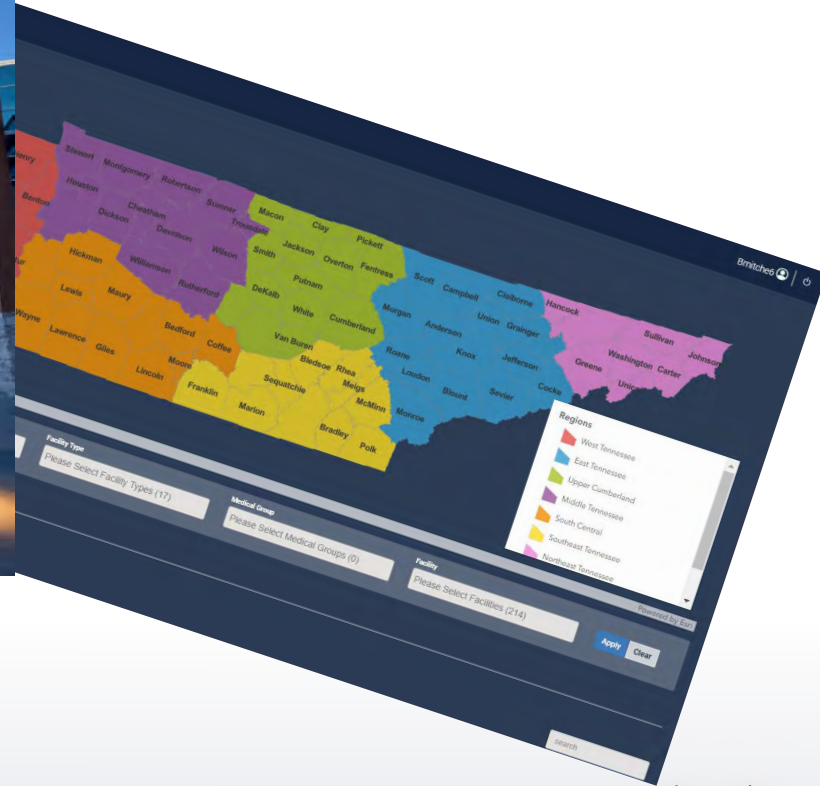 Bmitche6
Stewart Montgomery Robertson Sumner Macon Clay Pickett
Houston Cheatham Trousdale Smith Jackson Overton Fentress Scott Campbell Claiborne Hancock
Benton Dickson Davidson Wilson Putnam Morgan Anderson Union Grainger Sullivan Johnson
Hickman Williamson Rutherford DeKalb White Cumberland Knox Jefferson Greene Washington Carter
Lewis Maury Van Buren Roane Loudon Blount Sevier Cocke
Wayne Lawrence Giles Bedford Coffee Bledsoe Rhea Meigs McMinn Monroe
Lincoln Moore Franklin Sequatchie Marion Bradley Polk
Regions
West Tennessee
East Tennessee
Upper Cumberland
Middle Tennessee
South Central
Southeast Tennessee
Northeast Tennessee
Powered by Esri
Facility Type
Please Select Facility Types (17)
Medical Group
Please Select Medical Groups (0)
Facility
Please Select Facilities (214)
Apply Clear
search